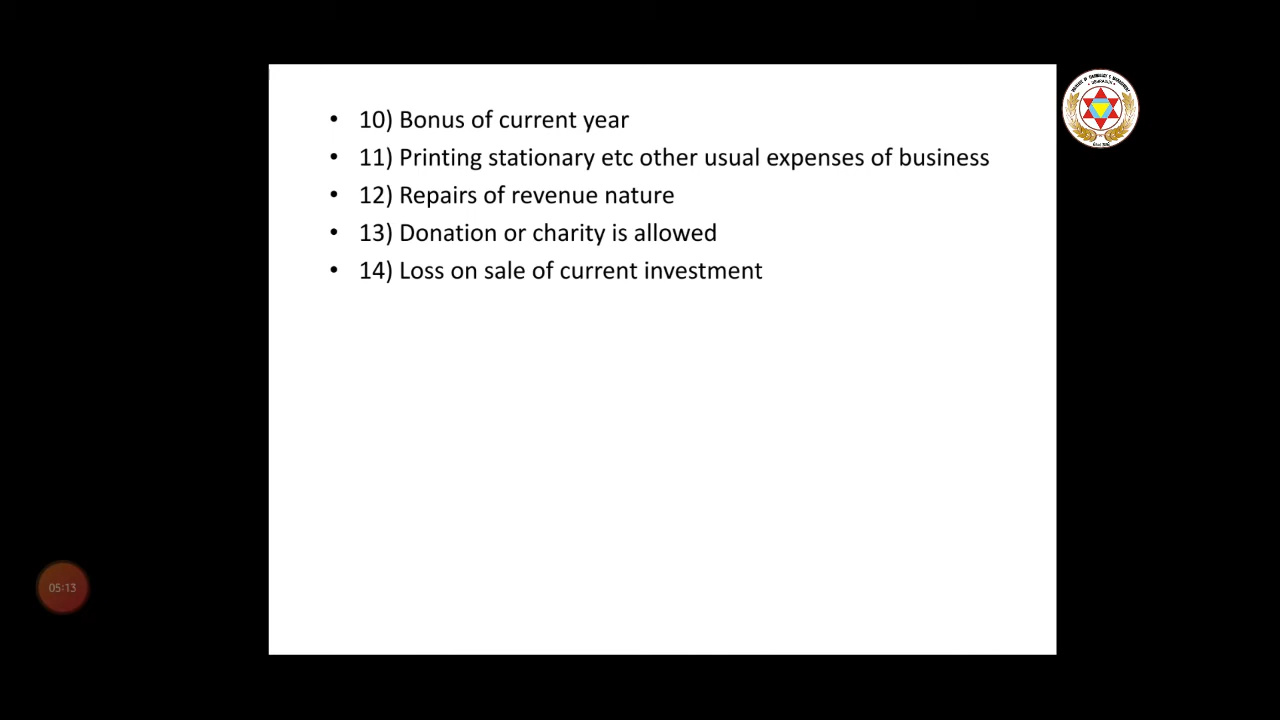 • 10) Bonus of current year
• 11) Printing stationary etc other usual expenses of business
• 12) Repairs of revenue nature
• 13) Donation or charity is allowed
• 14) Loss on sale of current investment
05:13